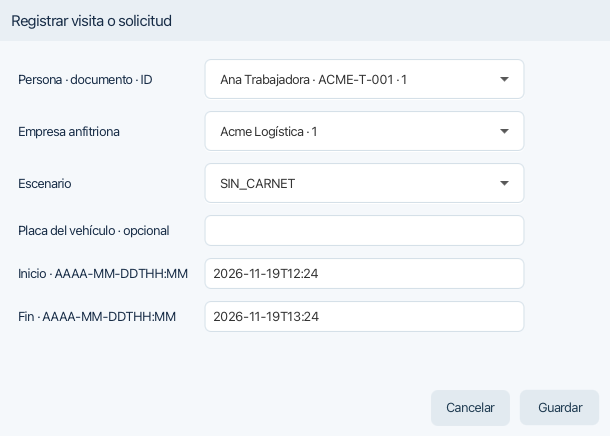 Registrar visita o solicitud
Persona · documento · ID
Ana Trabajadora · ACME-T-001 · 1
Empresa anfitriona
Acme Logística · 1
Escenario
SIN_CARNET
Placa del vehículo · opcional
Inicio · AAAA-MM-DDTHH:MM
2026-11-19T12:24
Fin · AAAA-MM-DDTHH:MM
2026-11-19T13:24
Cancelar
Guardar